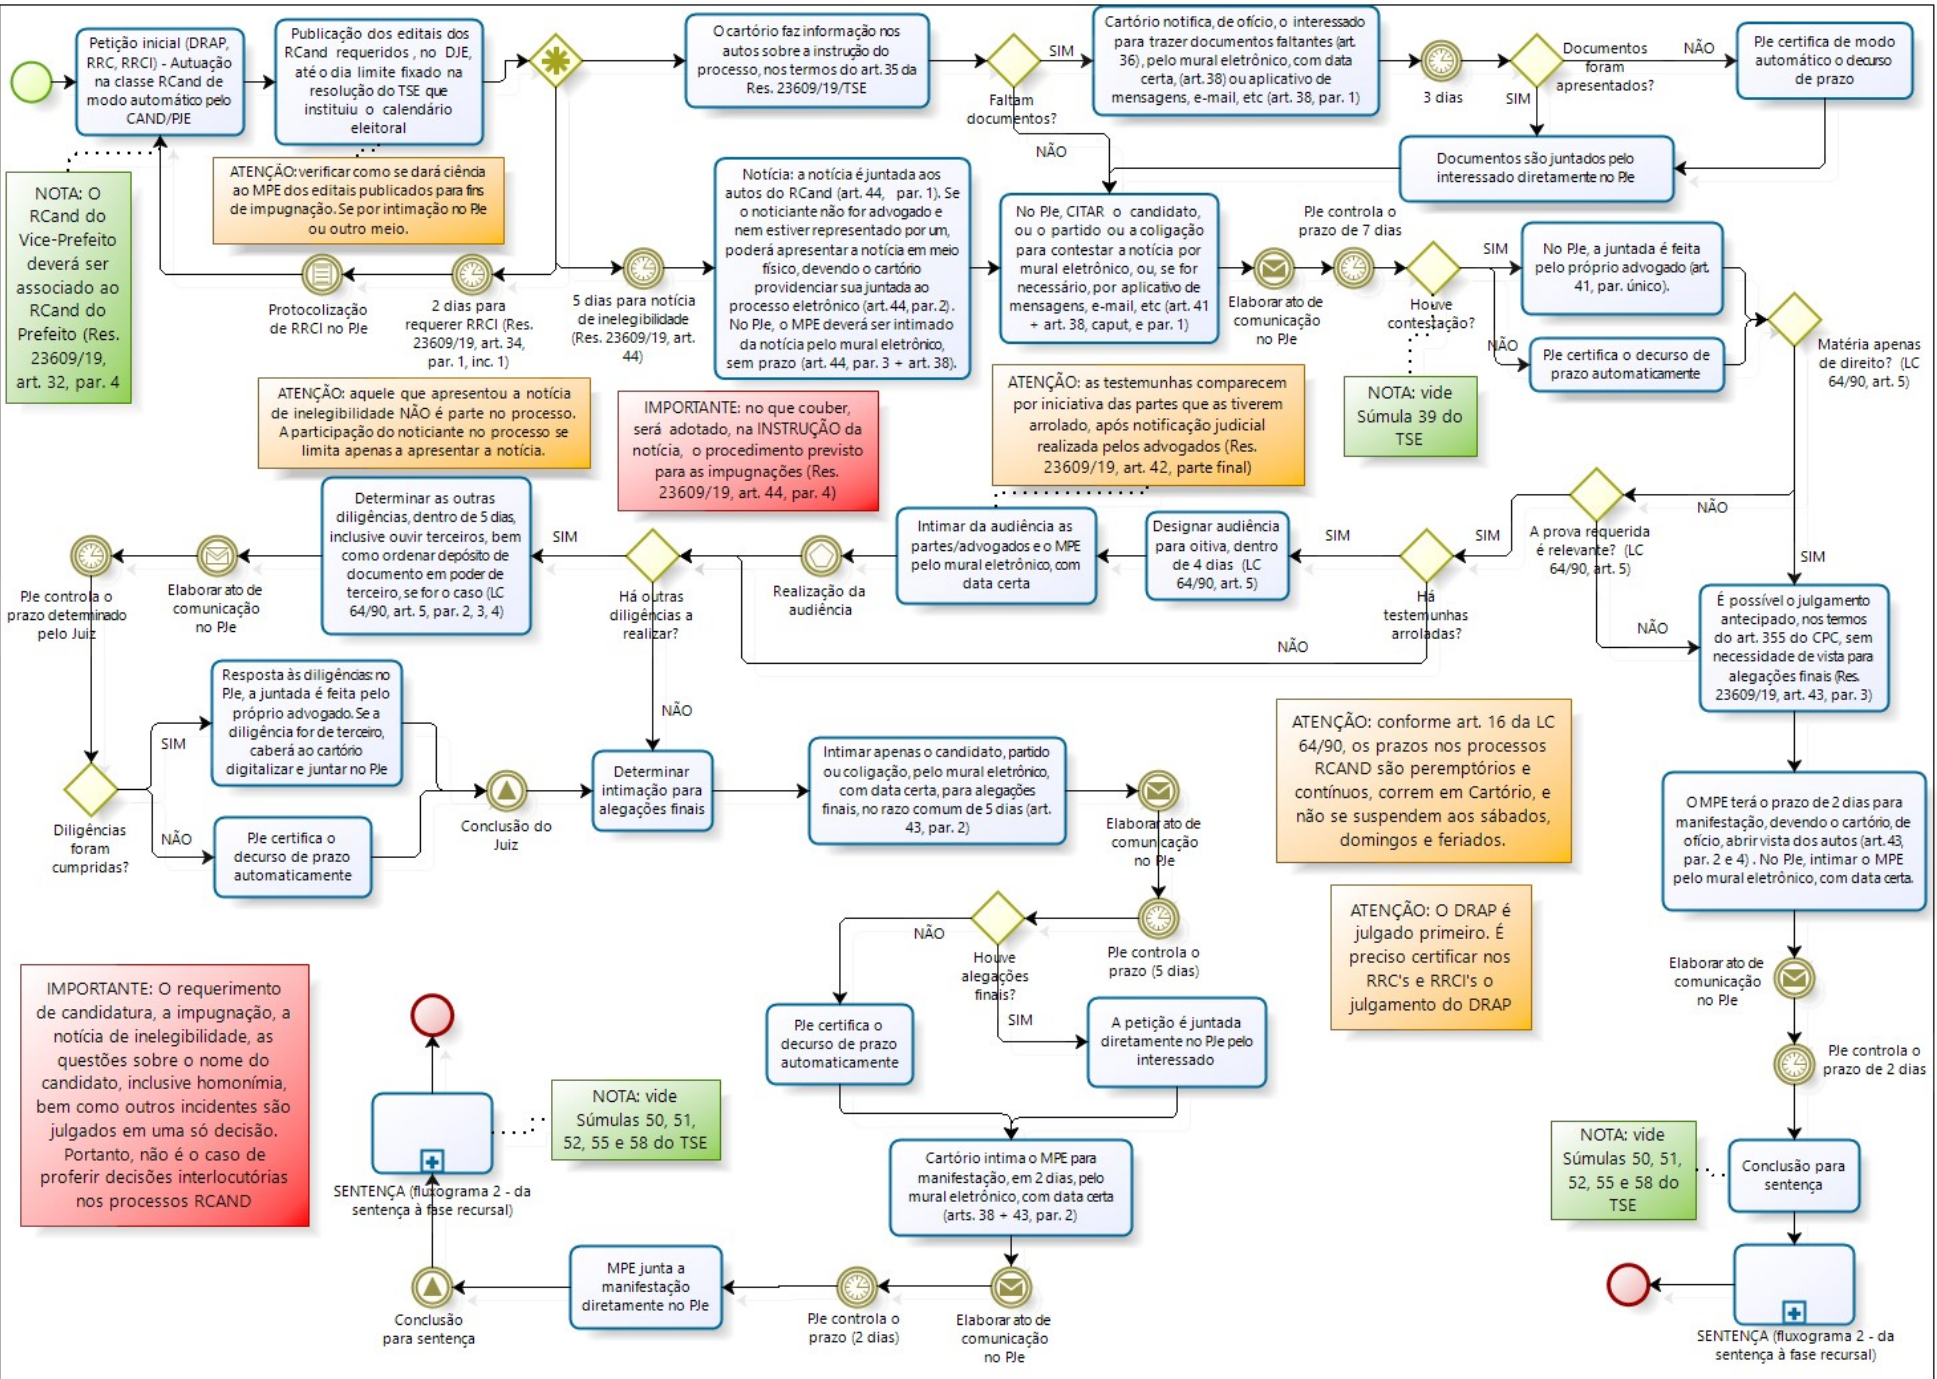 Petição inicial (DRAP,
RRC, RRCI) - Autuação
na classe RCand de
modo automático pelo
CAND/PJE
Publicação dos editais dos
RCand requeridos , no DJE,
até o dia limite fixado na
resolução do TSE que
instituiu o calendário
eleitoral
O cartório faz informação nos
autos sobre a instrução do
processo, nos termos do art. 35 da
Res. 23609/19/TSE
Faltam
documentos?
SIM
NÃO
Cartório notifica, de ofício, o interessado
para trazer documentos faltantes (art.
36), pelo mural eletrônico, com data
certa, (art. 38) ou aplicativo de
mensagens, e-mail, etc (art. 38, par. 1)
3 dias
Documentos
foram
apresentados?
NÃO
SIM
PJe certifica de modo
automático o decurso
de prazo
Documentos são juntados pelo
interessado diretamente no PJe
NOTA: O
RCand do
Vice-Prefeito
deverá ser
associado ao
RCand do
Prefeito (Res.
23609/19,
art. 32, par. 4
ATENÇÃO: verificar como se dará ciência
ao MPE dos editais publicados para fins
de impugnação. Se por intimação no PJe
ou outro meio.
Protocolização
de RRCI no PJe
2 dias para
requerer RRCI (Res.
23609/19, art. 34,
par. 1, inc. 1)
5 dias para notícia
de inelegibilidade
(Res. 23609/19, art.
44)
Notícia: a notícia é juntada aos
autos do RCand (art. 44, par. 1). Se
o noticiante não for advogado e
nem estiver representado por um,
poderá apresentar a notícia em meio
físico, devendo o cartório
providenciar sua juntada ao
processo eletrônico (art. 44, par. 2).
No PJe, o MPE deverá ser intimado
da notícia pelo mural eletrônico,
sem prazo (art. 44, par. 3 + art. 38).
No PJe, CITAR o candidato,
ou o partido ou a coligação
para contestar a notícia por
mural eletrônico, ou, se for
necessário, por aplicativo de
mensagens, e-mail, etc (art. 41
+ art. 38, caput, e par. 1)
Elaborar ato de
comunicação
no PJe
PJe controla o
prazo de 7 dias
Houve
contestação?
SIM
NÃO
No PJe, a juntada é feita
pelo próprio advogado (art.
41, par. único).
PJe certifica o decurso de
prazo automaticamente
Matéria apenas
de direito? (LC
64/90, art. 5)
ATENÇÃO: aquele que apresentou a notícia
de inelegibilidade NÃO é parte no processo.
A participação do noticiante no processo se
limita apenas a apresentar a notícia.
IMPORTANTE: no que couber,
será adotado, na INSTRUÇÃO da
notícia, o procedimento previsto
para as impugnações (Res.
23609/19, art. 44, par. 4)
ATENÇÃO: as testemunhas comparecem
por iniciativa das partes que as tiverem
arrolado, após notificação judicial
realizada pelos advogados (Res.
23609/19, art. 42, parte final)
NOTA: vide
Súmula 39 do
TSE
NÃO
SIM
A prova requerida
é relevante? (LC
64/90, art. 5)
SIM
NÃO
Há
testemunhas
arroladas?
SIM
NÃO
Designar audiência
para oitiva, dentro
de 4 dias (LC
64/90, art. 5)
Intimar da audiência as
partes/advogados e o MPE
pelo mural eletrônico, com
data certa
Realização da
audiência
Há outras
diligências a
realizar?
SIM
NÃO
Determinar as outras
diligências, dentro de 5 dias,
inclusive ouvir terceiros, bem
como ordenar depósito de
documento em poder de
terceiro, se for o caso (LC
64/90, art. 5, par. 2, 3, 4)
Elaborar ato de
comunicação
no PJe
PJe controla o
prazo determinado
pelo Juiz
Diligências
foram
cumpridas?
SIM
NÃO
Resposta às diligências: no
PJe, a juntada é feita pelo
próprio advogado. Se a
diligência for de terceiro,
caberá ao cartório
digitalizar e juntar no PJe
PJe certifica o
decurso de prazo
automaticamente
Conclusão do
Juiz
Determinar
intimação para
alegações finais
Intimar apenas o candidato, partido
ou coligação, pelo mural eletrônico,
com data certa, para alegações
finais, no razo comum de 5 dias (art.
43, par. 2)
Elaborar ato de
comunicação
no PJe
PJe controla o
prazo (5 dias)
Houve
alegações
finais?
NÃO
SIM
PJe certifica o
decurso de prazo
automaticamente
A petição é juntada
diretamente no PJe pelo
interessado
Cartório intima o MPE para
manifestação, em 2 dias, pelo
mural eletrônico, com data certa
(arts. 38 + 43, par. 2)
Elaborar ato de
comunicação
no PJe
PJe controla o
prazo (2 dias)
MPE junta a
manifestação
diretamente no PJe
Conclusão
para sentença
SENTENÇA (fluxograma 2 - da
sentença à fase recursal)
NOTA: vide
Súmulas 50, 51,
52, 55 e 58 do TSE
IMPORTANTE: O requerimento
de candidatura, a impugnação, a
notícia de inelegibilidade, as
questões sobre o nome do
candidato, inclusive homonímia,
bem como outros incidentes são
julgados em uma só decisão.
Portanto, não é o caso de
proferir decisões interlocutórias
nos processos RCAND
ATENÇÃO: conforme art. 16 da LC
64/90, os prazos nos processos
RCAND são peremptórios e
contínuos, correm em Cartório, e
não se suspendem aos sábados,
domingos e feriados.
ATENÇÃO: O DRAP é
julgado primeiro. É
preciso certificar nos
RRC's e RRCI's o
julgamento do DRAP
É possível o julgamento
antecipado, nos termos
do art. 355 do CPC, sem
necessidade de vista para
alegações finais (Res.
23609/19, art. 43, par. 3)
O MPE terá o prazo de 2 dias para
manifestação, devendo o cartório, de
ofício, abrir vista dos autos (art. 43,
par. 2 e 4) . No PJe, intimar o MPE
pelo mural eletrônico, com data certa.
Elaborar ato de
comunicação
no PJe
PJe controla o
prazo de 2 dias
NOTA: vide
Súmulas 50, 51,
52, 55 e 58 do
TSE
Conclusão para
sentença
SENTENÇA (fluxograma 2 - da
sentença à fase recursal)